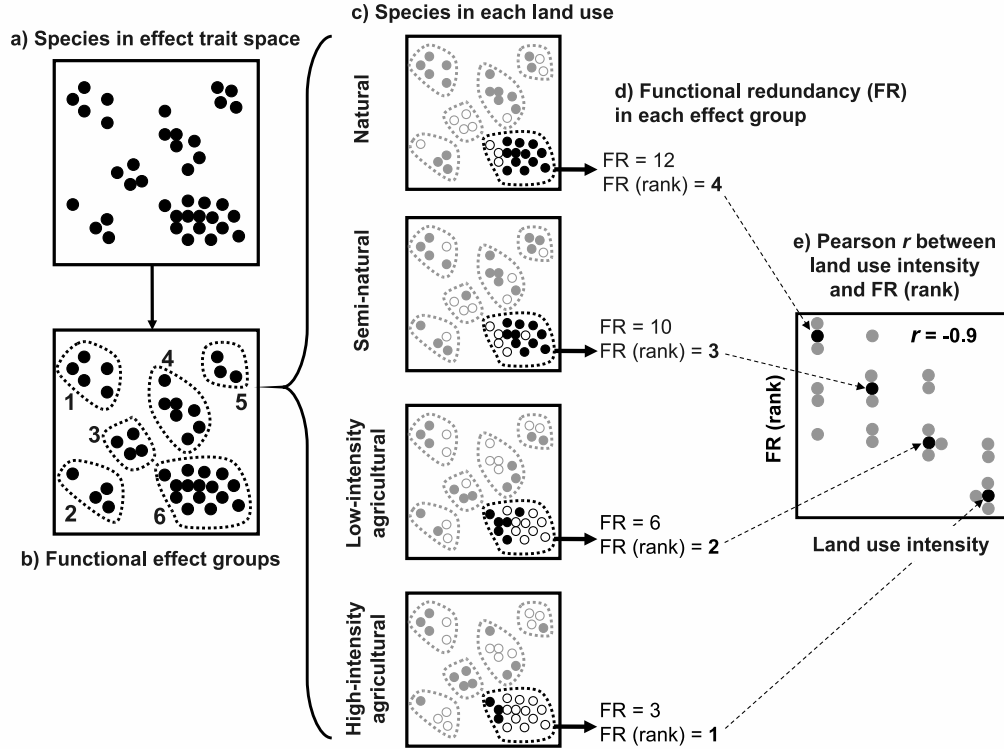 a) Species in effect trait space
1
2
3
4
5
6
b) Functional effect groups
c) Species in each land use
Natural
Semi-natural
Low-intensity
agricultural
High-intensity
agricultural
d) Functional redundancy (FR)
in each effect group
FR = 12
FR (rank) = 4
FR = 10
FR (rank) = 3
FR = 6
FR (rank) = 2
FR = 3
FR (rank) = 1
e) Pearson r between
land use intensity
and FR (rank)
r = -0.9
FR (rank)
Land use intensity